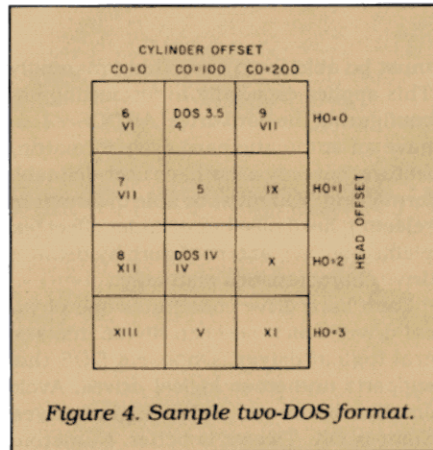 CYLINDER OFFSET
CO=0 CO=100 CO=200
6 DOS 3.5 9 HO=0
VI 4 VII
7 5 IX HO=1
VII
8 DOS IV X HO=2
XII IV
XIII V XI HO=3
HEAD OFFSET
Figure 4. Sample two-DOS format.